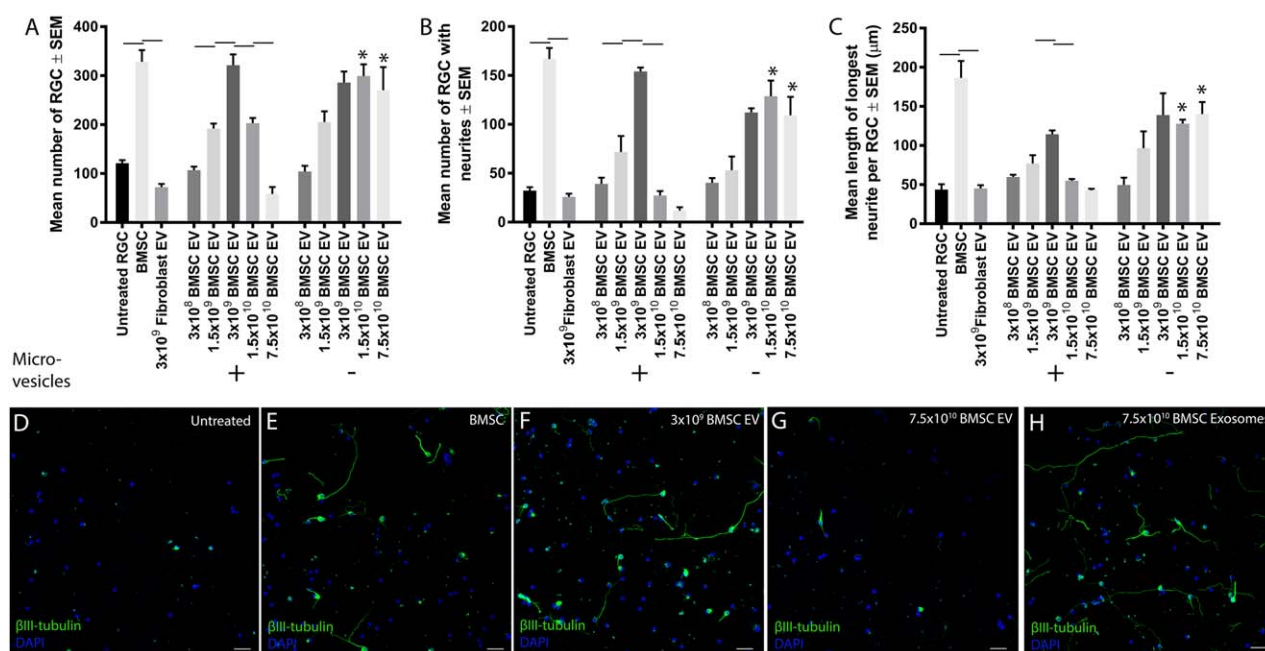 A
Mean number of RGC ± SEM
400
300
200
100
0
* *
Untreated RGC
BMSC
3x10⁹Fibroblast EV
3x10⁸ BMSC EV
1.5x10⁹ BMSC EV
3x10⁹ BMSC EV
1.5x10¹⁰ BMSC EV
7.5x10¹⁰ BMSC EV
3x10⁸ BMSC EV
1.5x10⁹ BMSC EV
3x10⁹ BMSC EV
1.5x10¹⁰ BMSC EV
7.5x10¹⁰ BMSC EV
B
Mean number of RGC with
neurites ± SEM
200
150
100
50
0
* *
Untreated RGC
BMSC
3x10⁹Fibroblast EV
3x10⁸ BMSC EV
1.5x10⁹ BMSC EV
3x10⁹ BMSC EV
1.5x10¹⁰ BMSC EV
7.5x10¹⁰ BMSC EV
3x10⁸ BMSC EV
1.5x10⁹ BMSC EV
3x10⁹ BMSC EV
1.5x10¹⁰ BMSC EV
7.5x10¹⁰ BMSC EV
C
Mean length of longest
neurite per RGC ± SEM (μm)
250
200
150
100
50
0
* *
Untreated RGC
BMSC
3x10⁹Fibroblast EV
3x10⁸ BMSC EV
1.5x10⁹ BMSC EV
3x10⁹ BMSC EV
1.5x10¹⁰ BMSC EV
7.5x10¹⁰ BMSC EV
3x10⁸ BMSC EV
1.5x10⁹ BMSC EV
3x10⁹ BMSC EV
1.5x10¹⁰ BMSC EV
7.5x10¹⁰ BMSC EV
Micro-
vesicles
+ - + - + -
D Untreated
βIII-tubulin
DAPI
E BMSC
βIII-tubulin
DAPI
F 3x10⁹ BMSC EV
βIII-tubulin
DAPI
G 7.5x10¹⁰ BMSC EV
βIII-tubulin
DAPI
H 7.5x10¹⁰ BMSC Exosomes
βIII-tubulin
DAPI